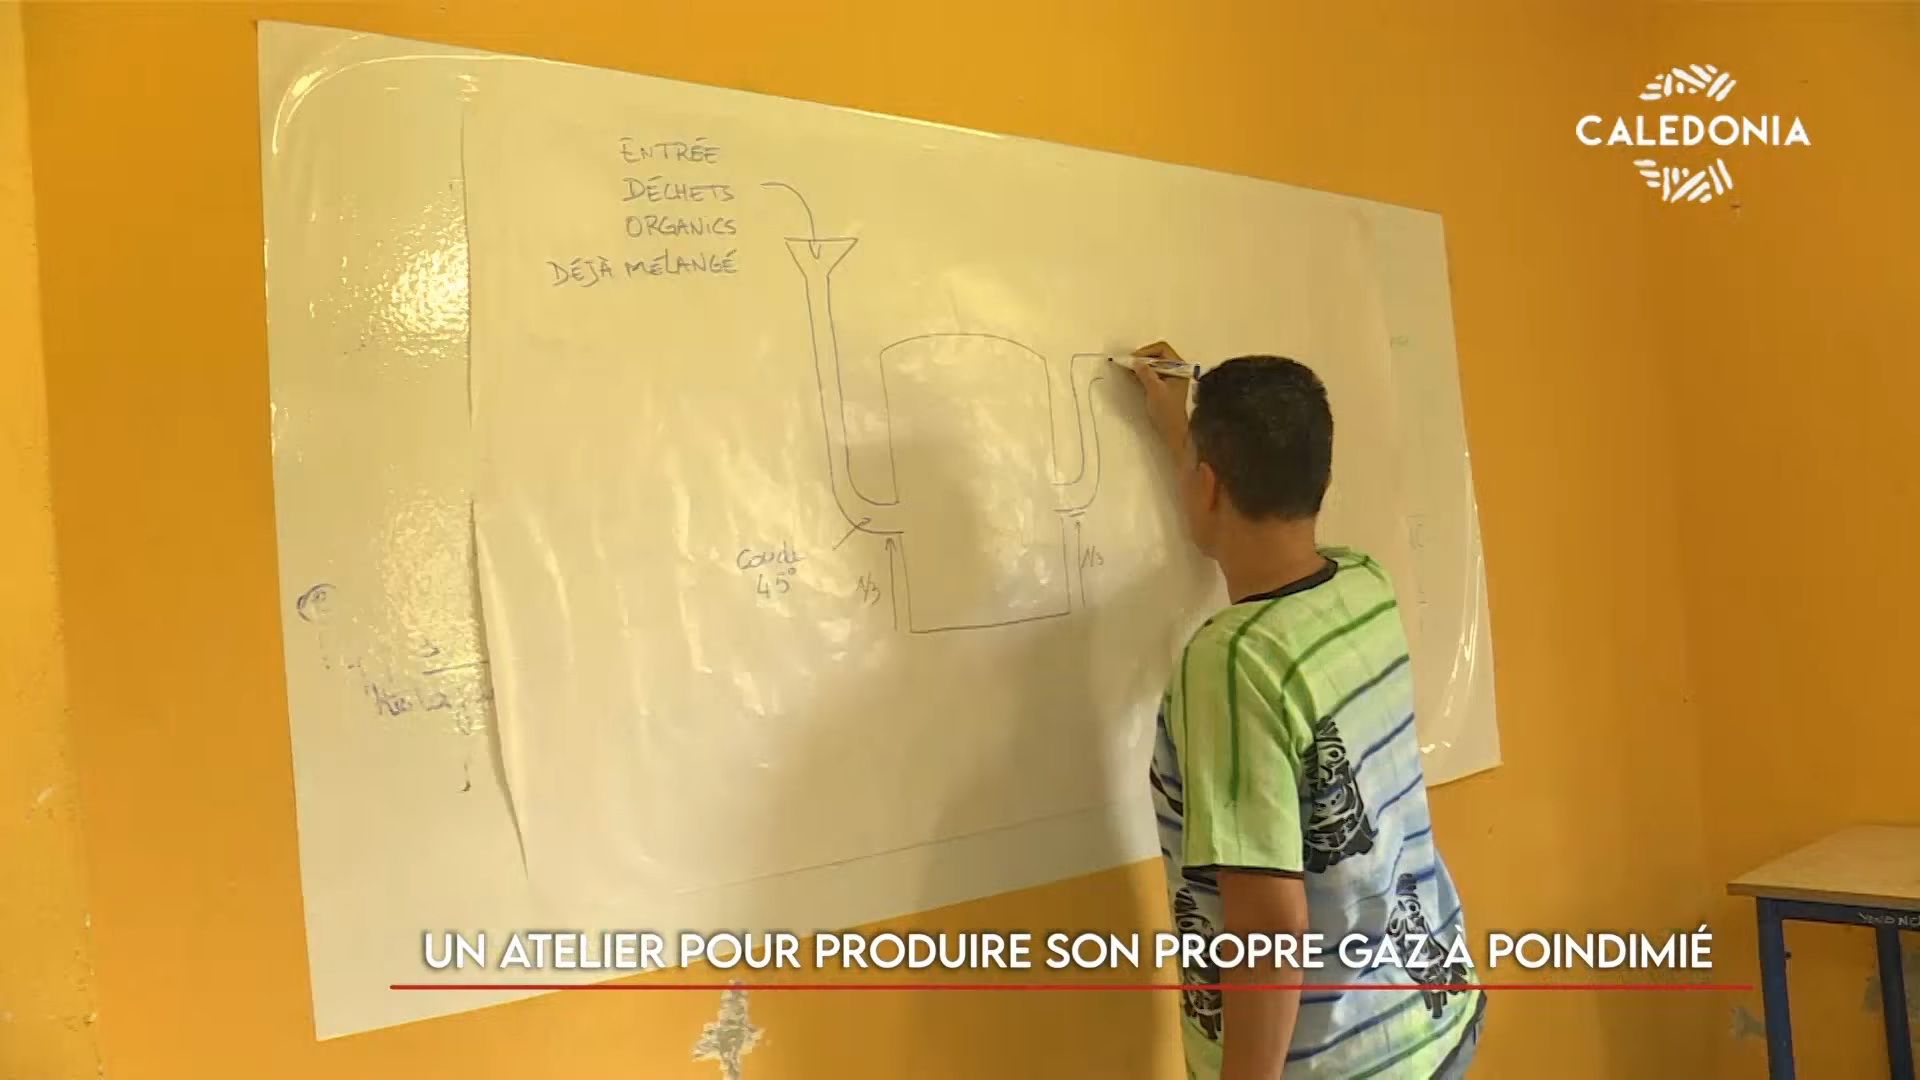 CALEDONIA
ENTRÉE
DÉCHETS
ORGANICS
DÉJÀ MÉLANGÉ
Coude
45°
1/3
1/3
UN ATELIER POUR PRODUIRE SON PROPRE GAZ À POINDIMIÉ